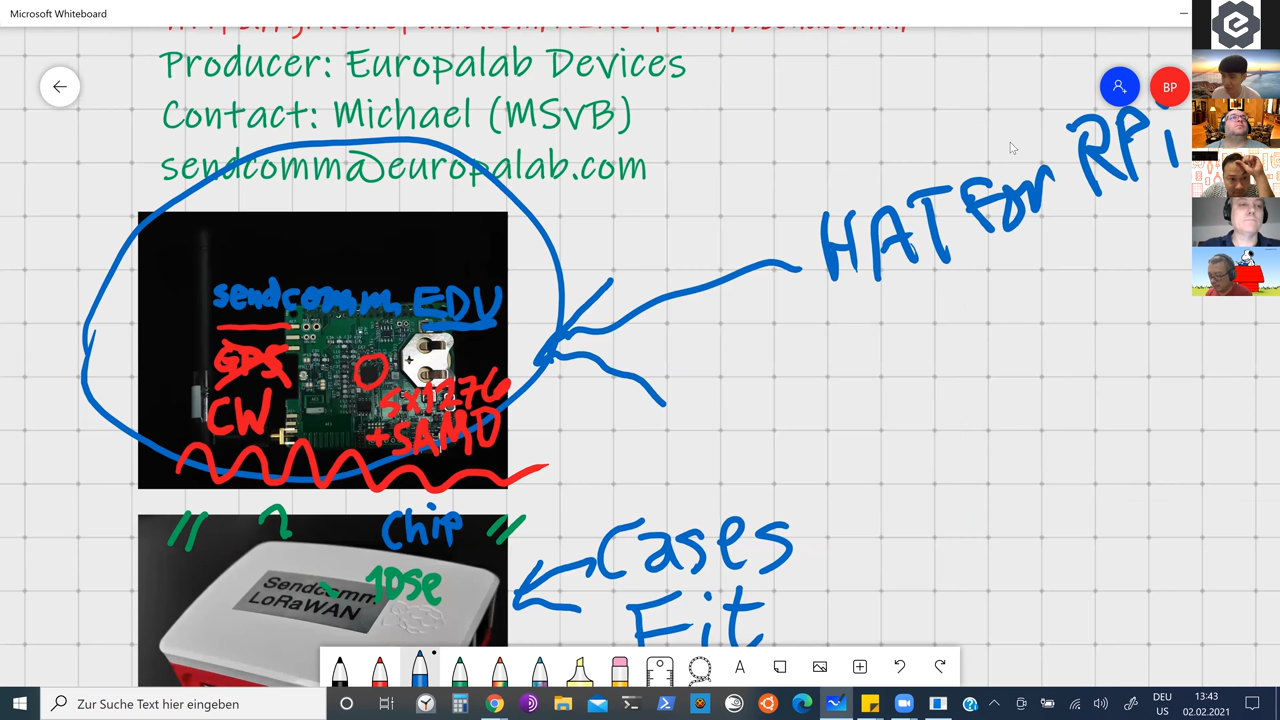 Microsoft Whiteboard
Producer: Europalab Devices
Contact: Michael (MSvB)
sendcomm@europalab.com
BP
HAT For RPi
sendcomm EDU
GPS
CW
SX1276
+SAMD
Chip
Cases
Fit
10se
Sendcomm
LoRaWAN
Zur Suche Text hier eingeben
DEU
US
13:43
02.02.2021